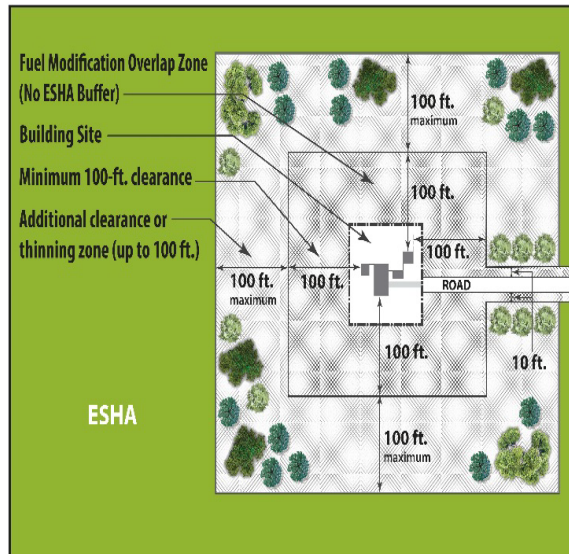 Fuel Modification Overlap Zone
(No ESHA Buffer)
Building Site
Minimum 100-ft. clearance
Additional clearance or
thinning zone (up to 100 ft.)
100 ft.
maximum
100 ft.
100 ft.
100 ft.
maximum
100 ft.
ROAD
100 ft.
10 ft.
ESHA
100 ft.
maximum